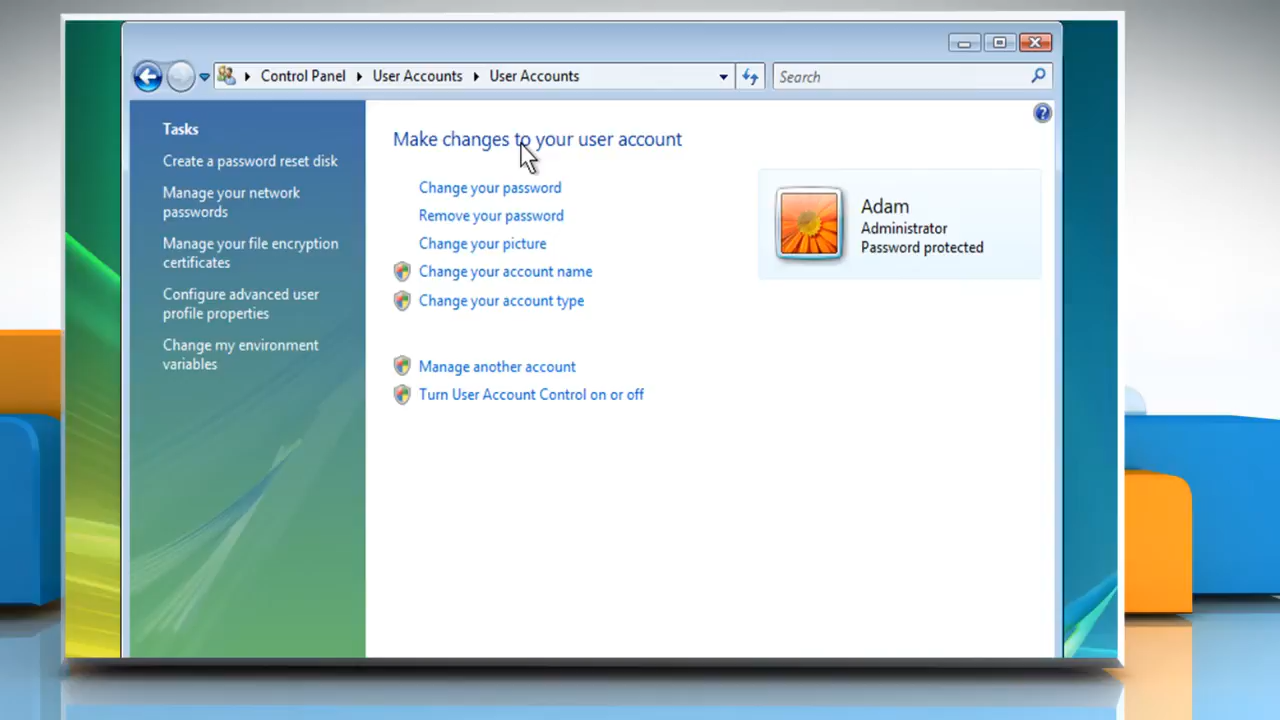 Control Panel User Accounts User Accounts
Search
Tasks
Create a password reset disk
Manage your network
passwords
Manage your file encryption
certificates
Configure advanced user
profile properties
Change my environment
variables
Make changes to your user account
Change your password
Remove your password
Change your picture
Change your account name
Change your account type
Manage another account
Turn User Account Control on or off
Adam
Administrator
Password protected